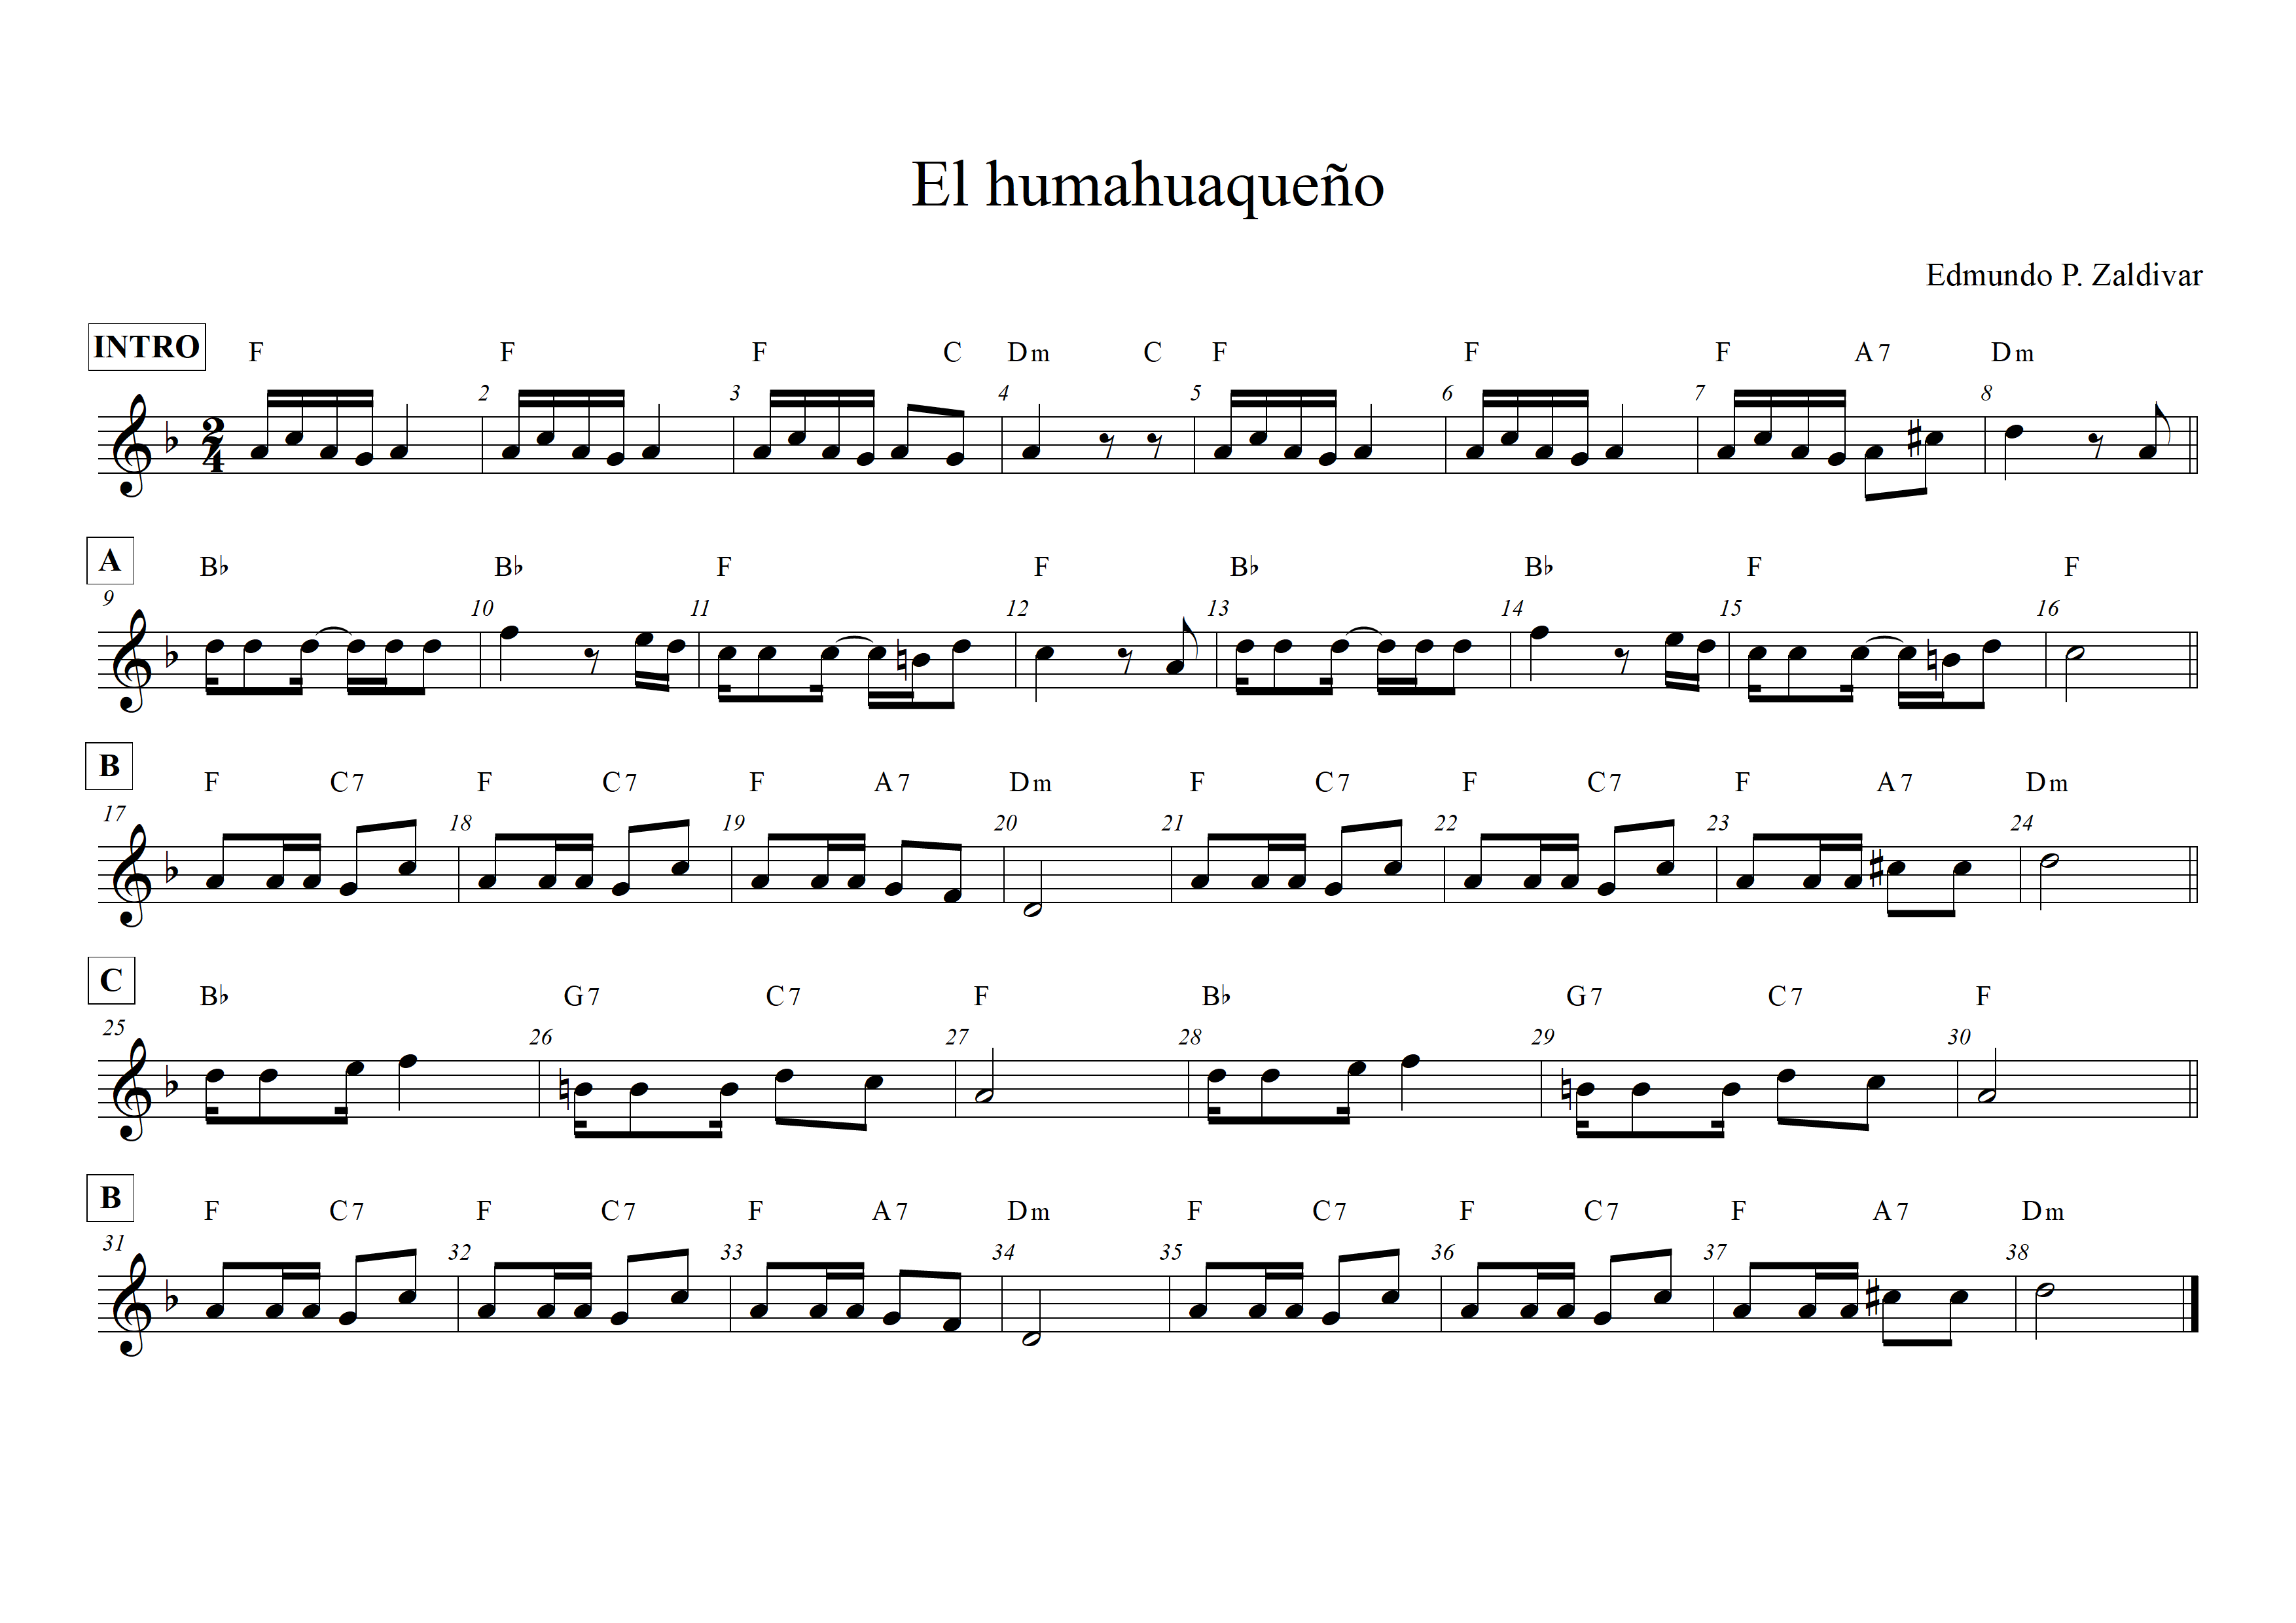 El humahuaqueño
Edmundo P. Zaldivar
INTRO F F F C Dm C F F F A7 Dm
2 3 4 5 6 7 8
2
4
A B♭ B♭ F F B♭ B♭ F F
9 10 11 12 13 14 15 16
B F C7 F C7 F A7 Dm F C7 F C7 F A7 Dm
17 18 19 20 21 22 23 24
C B♭ G7 C7 F B♭ G7 C7 F
25 26 27 28 29 30
B F C7 F C7 F A7 Dm F C7 F C7 F A7 Dm
31 32 33 34 35 36 37 38